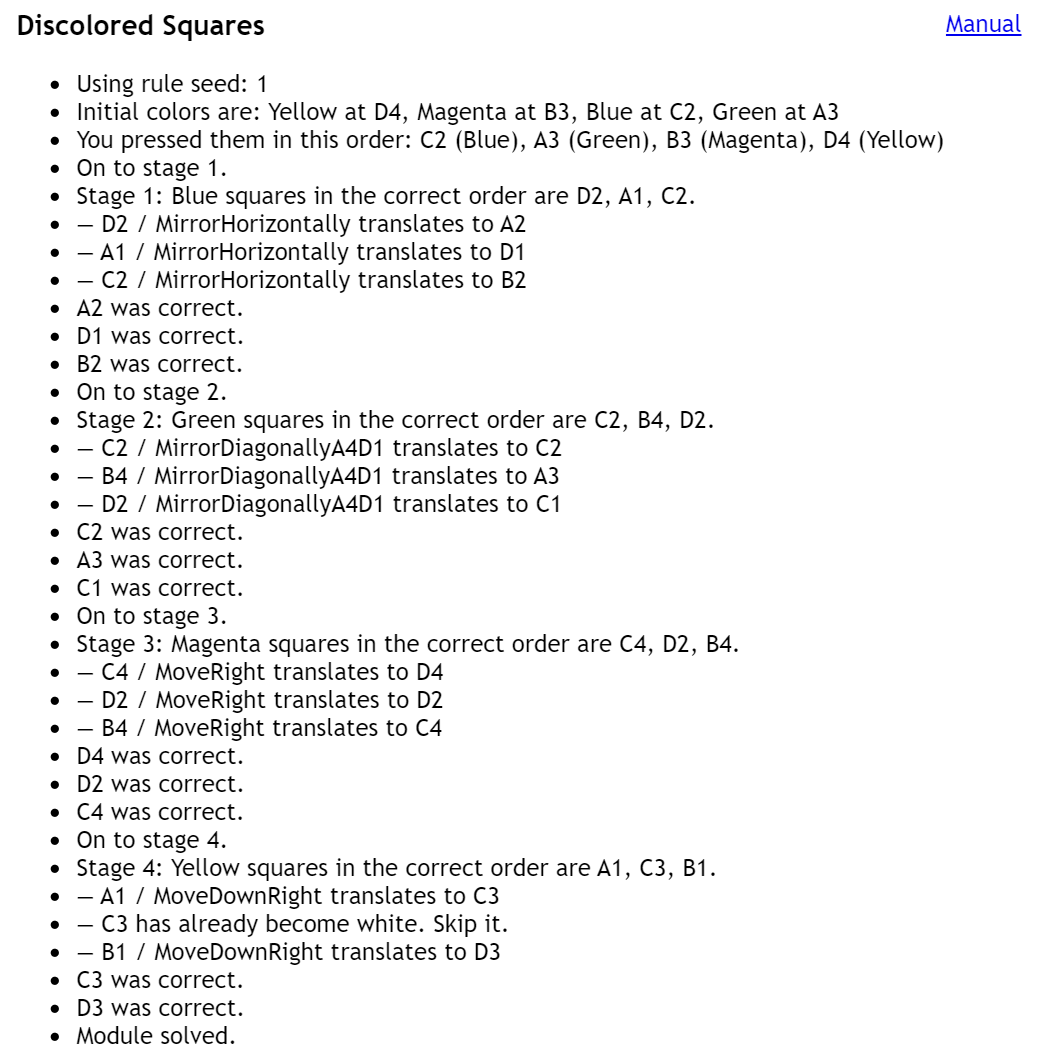 Discolored Squares
Manual
• Using rule seed: 1
• Initial colors are: Yellow at D4, Magenta at B3, Blue at C2, Green at A3
• You pressed them in this order: C2 (Blue), A3 (Green), B3 (Magenta), D4 (Yellow)
• On to stage 1.
• Stage 1: Blue squares in the correct order are D2, A1, C2.
• — D2 / MirrorHorizontally translates to A2
• — A1 / MirrorHorizontally translates to D1
• — C2 / MirrorHorizontally translates to B2
• A2 was correct.
• D1 was correct.
• B2 was correct.
• On to stage 2.
• Stage 2: Green squares in the correct order are C2, B4, D2.
• — C2 / MirrorDiagonallyA4D1 translates to C2
• — B4 / MirrorDiagonallyA4D1 translates to A3
• — D2 / MirrorDiagonallyA4D1 translates to C1
• C2 was correct.
• A3 was correct.
• C1 was correct.
• On to stage 3.
• Stage 3: Magenta squares in the correct order are C4, D2, B4.
• — C4 / MoveRight translates to D4
• — D2 / MoveRight translates to D2
• — B4 / MoveRight translates to C4
• D4 was correct.
• D2 was correct.
• C4 was correct.
• On to stage 4.
• Stage 4: Yellow squares in the correct order are A1, C3, B1.
• — A1 / MoveDownRight translates to C3
• — C3 has already become white. Skip it.
• — B1 / MoveDownRight translates to D3
• C3 was correct.
• D3 was correct.
• Module solved.